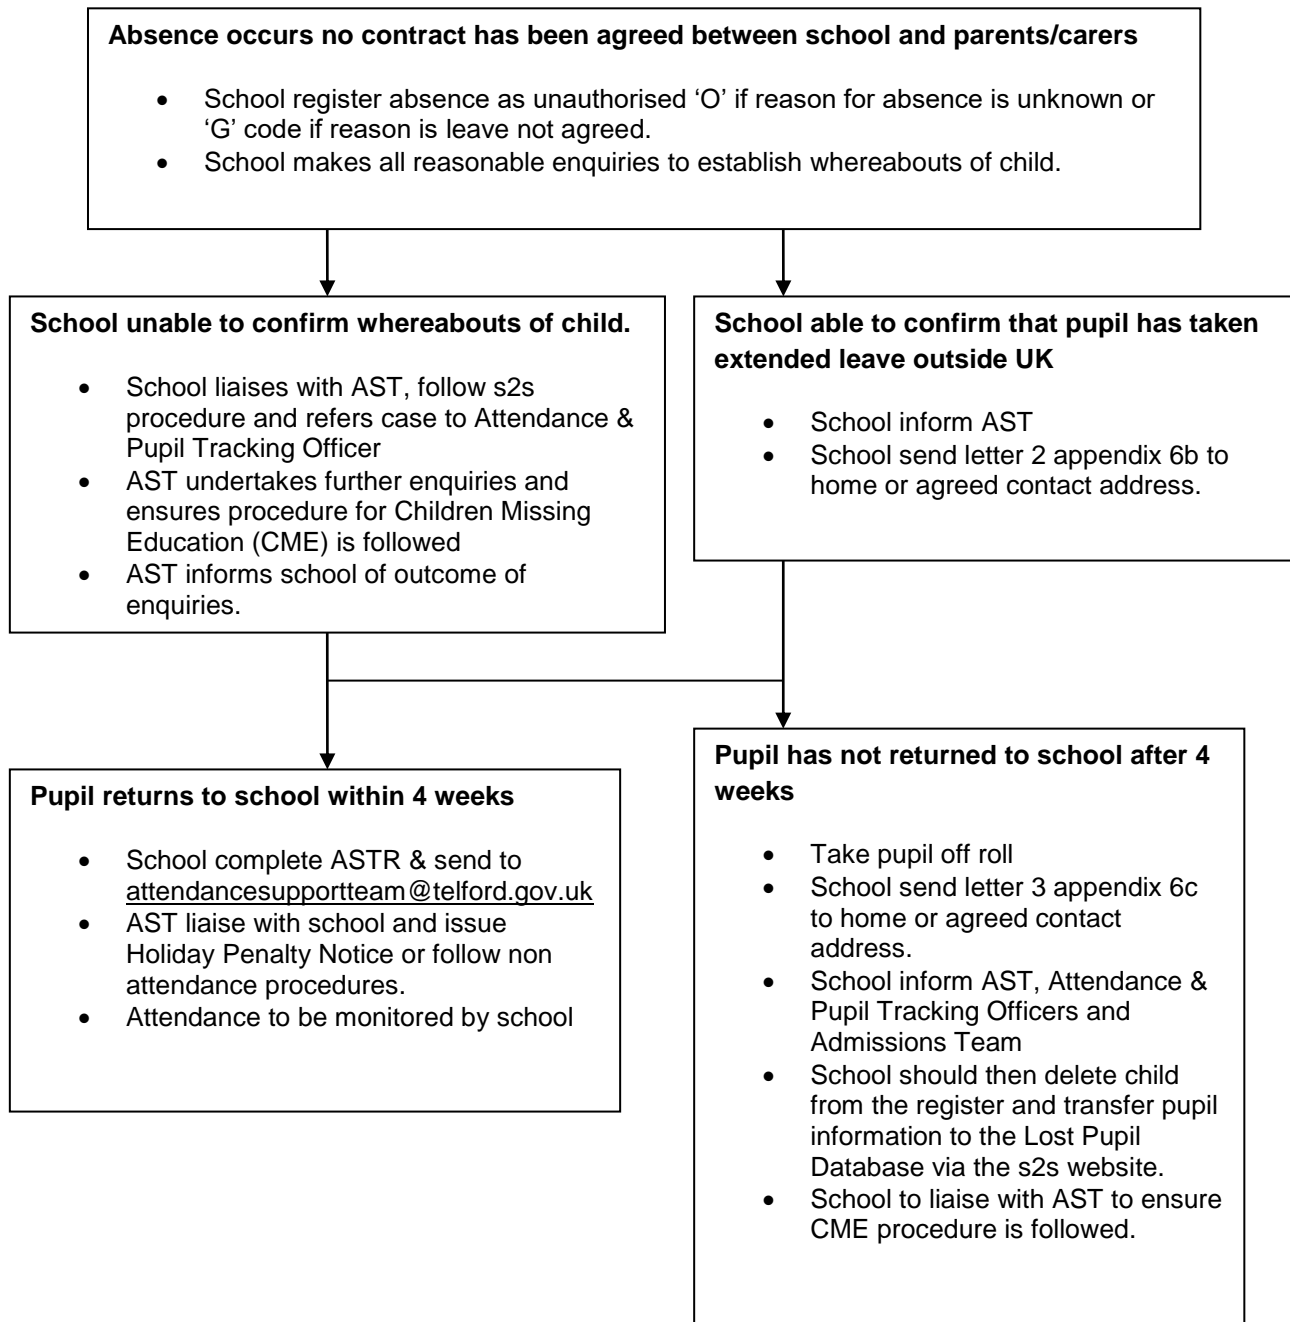 Absence occurs no contract has been agreed between school and parents/carers
• School register absence as unauthorised ‘O’ if reason for absence is unknown or
‘G’ code if reason is leave not agreed.
• School makes all reasonable enquiries to establish whereabouts of child.
School unable to confirm whereabouts of child.
• School liaises with AST, follow s2s
procedure and refers case to Attendance &
Pupil Tracking Officer
• AST undertakes further enquiries and
ensures procedure for Children Missing
Education (CME) is followed
• AST informs school of outcome of
enquiries.
School able to confirm that pupil has taken
extended leave outside UK
• School inform AST
• School send letter 2 appendix 6b to
home or agreed contact address.
Pupil returns to school within 4 weeks
• School complete ASTR & send to
attendancesupportteam@telford.gov.uk
• AST liaise with school and issue
Holiday Penalty Notice or follow non
attendance procedures.
• Attendance to be monitored by school
Pupil has not returned to school after 4
weeks
• Take pupil off roll
• School send letter 3 appendix 6c
to home or agreed contact
address.
• School inform AST, Attendance &
Pupil Tracking Officers and
Admissions Team
• School should then delete child
from the register and transfer pupil
information to the Lost Pupil
Database via the s2s website.
• School to liaise with AST to ensure
CME procedure is followed.